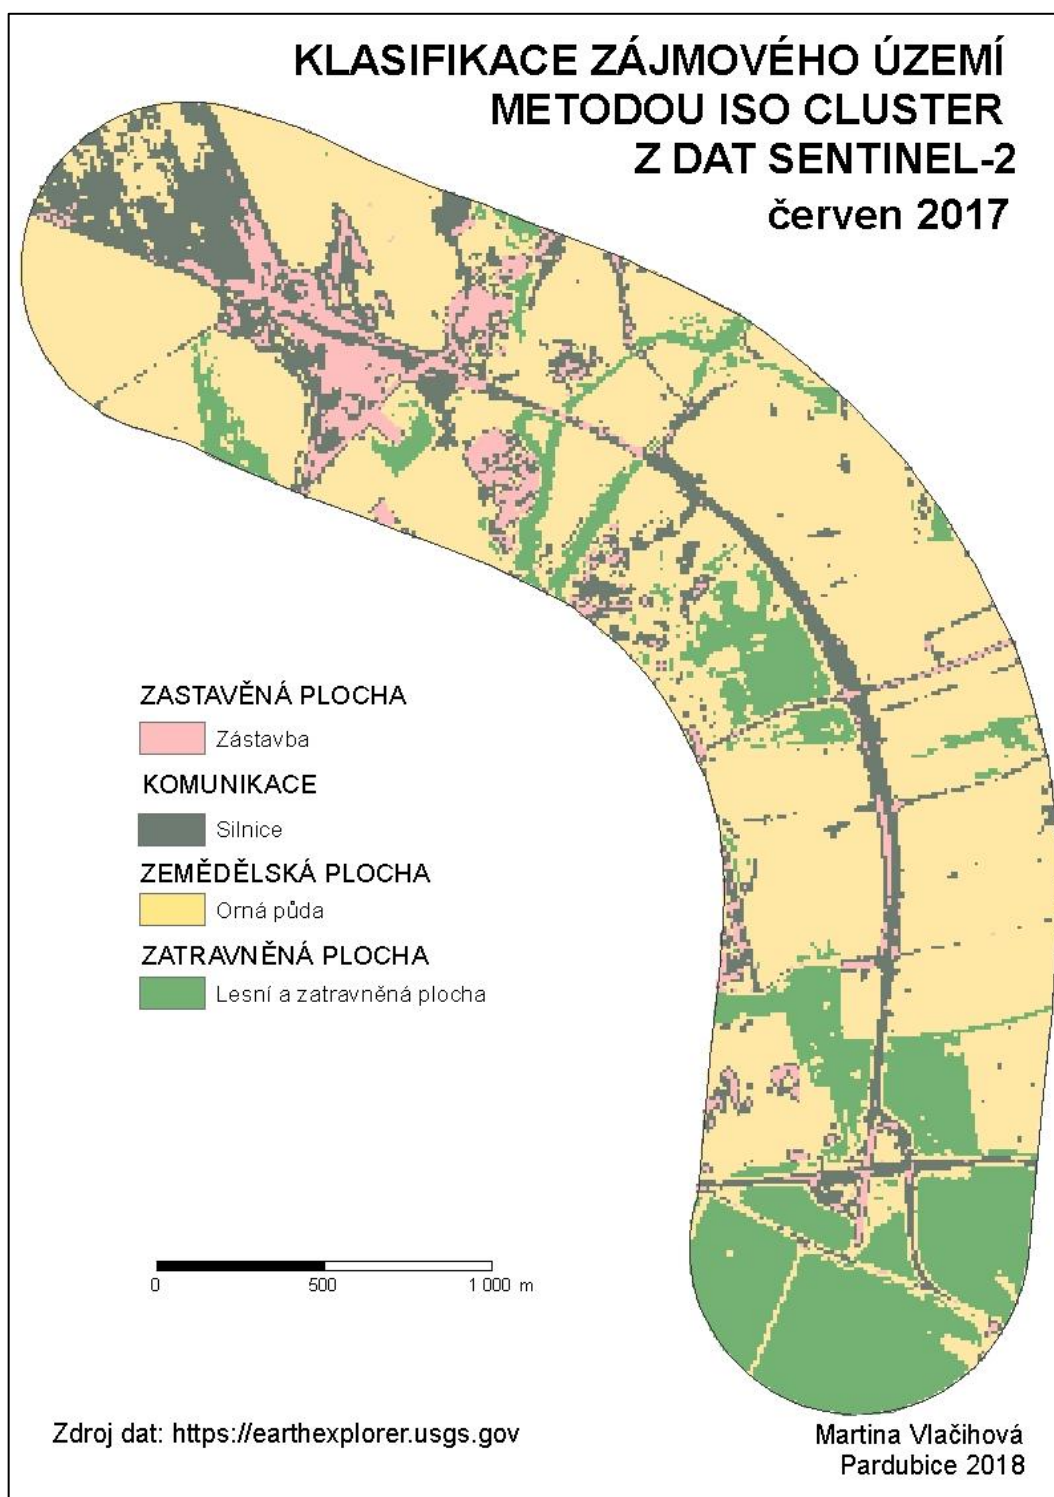 KLASIFIKACE ZÁJMOVÉHO ÚZEMÍ
METODOU ISO CLUSTER
Z DAT SENTINEL-2
červen 2017
ZASTAVĚNÁ PLOCHA
Zástavba
KOMUNIKACE
Silnice
ZEMĚDĚLSKÁ PLOCHA
Orná půda
ZATRAVNĚNÁ PLOCHA
Lesní a zatravněná plocha
0 500 1 000 m
Zdroj dat: https://earthexplorer.usgs.gov
Martina Vlačihová
Pardubice 2018